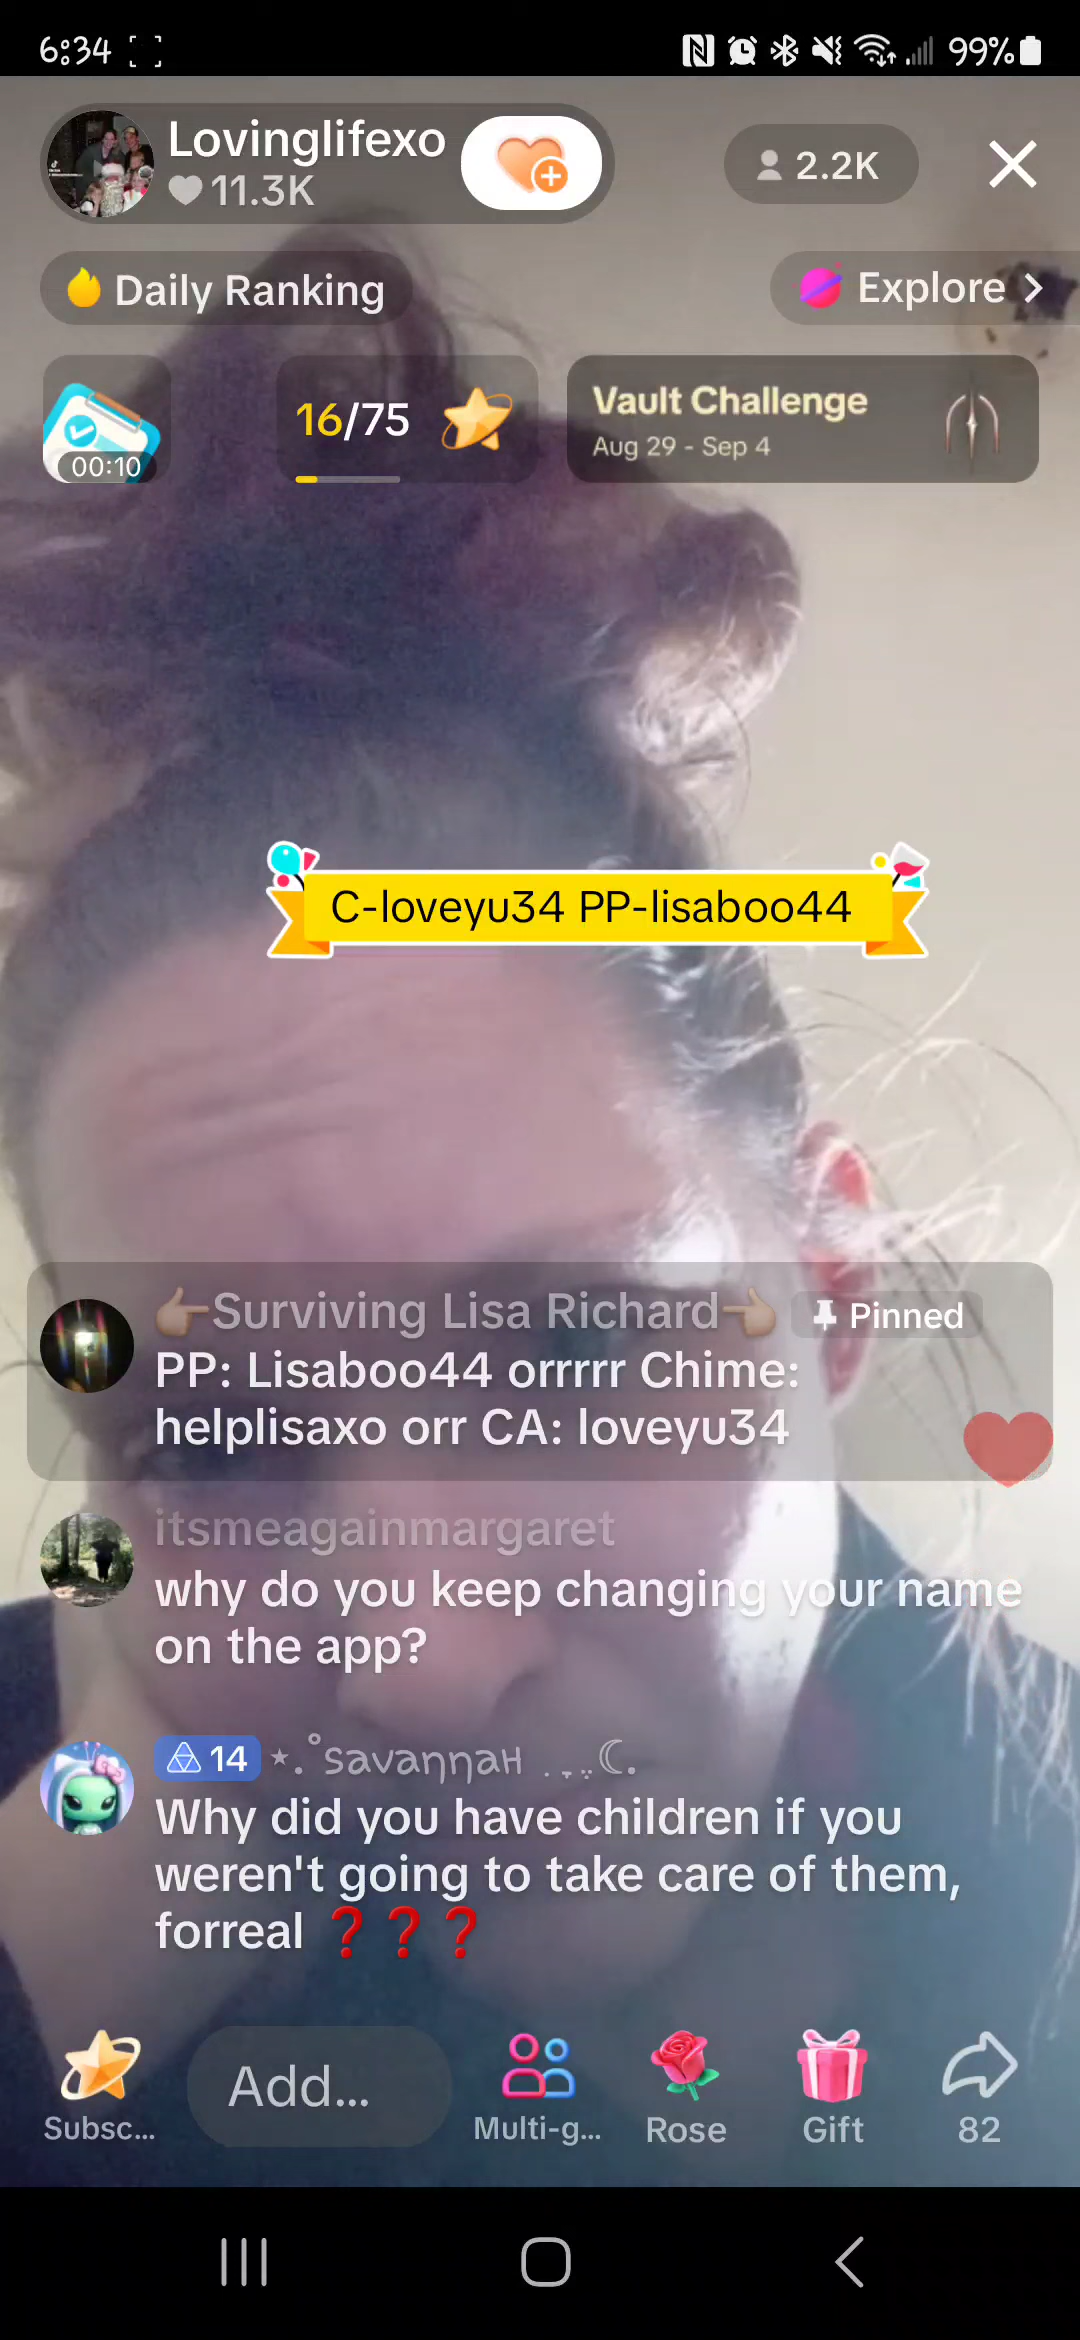 6:34 99%
Lovinglifexo
11.3K
2.2K
Daily Ranking
Explore
00:10
16/75
Vault Challenge
Aug 29 - Sep 4
C-loveyu34 PP-lisaboo44
👉Surviving Lisa Richard👈 Pinned
PP: Lisaboo44 orrrrr Chime:
helplisaxo orr CA: loveyu34
itsmeagainmargaret
why do you keep changing your name
on the app?
14 ⋆.˚savaղղaн .₊̣̇.☾.
Why did you have children if you
weren't going to take care of them,
forreal ❓❓❓
Add...
Subsc... Multi-g... Rose Gift 82